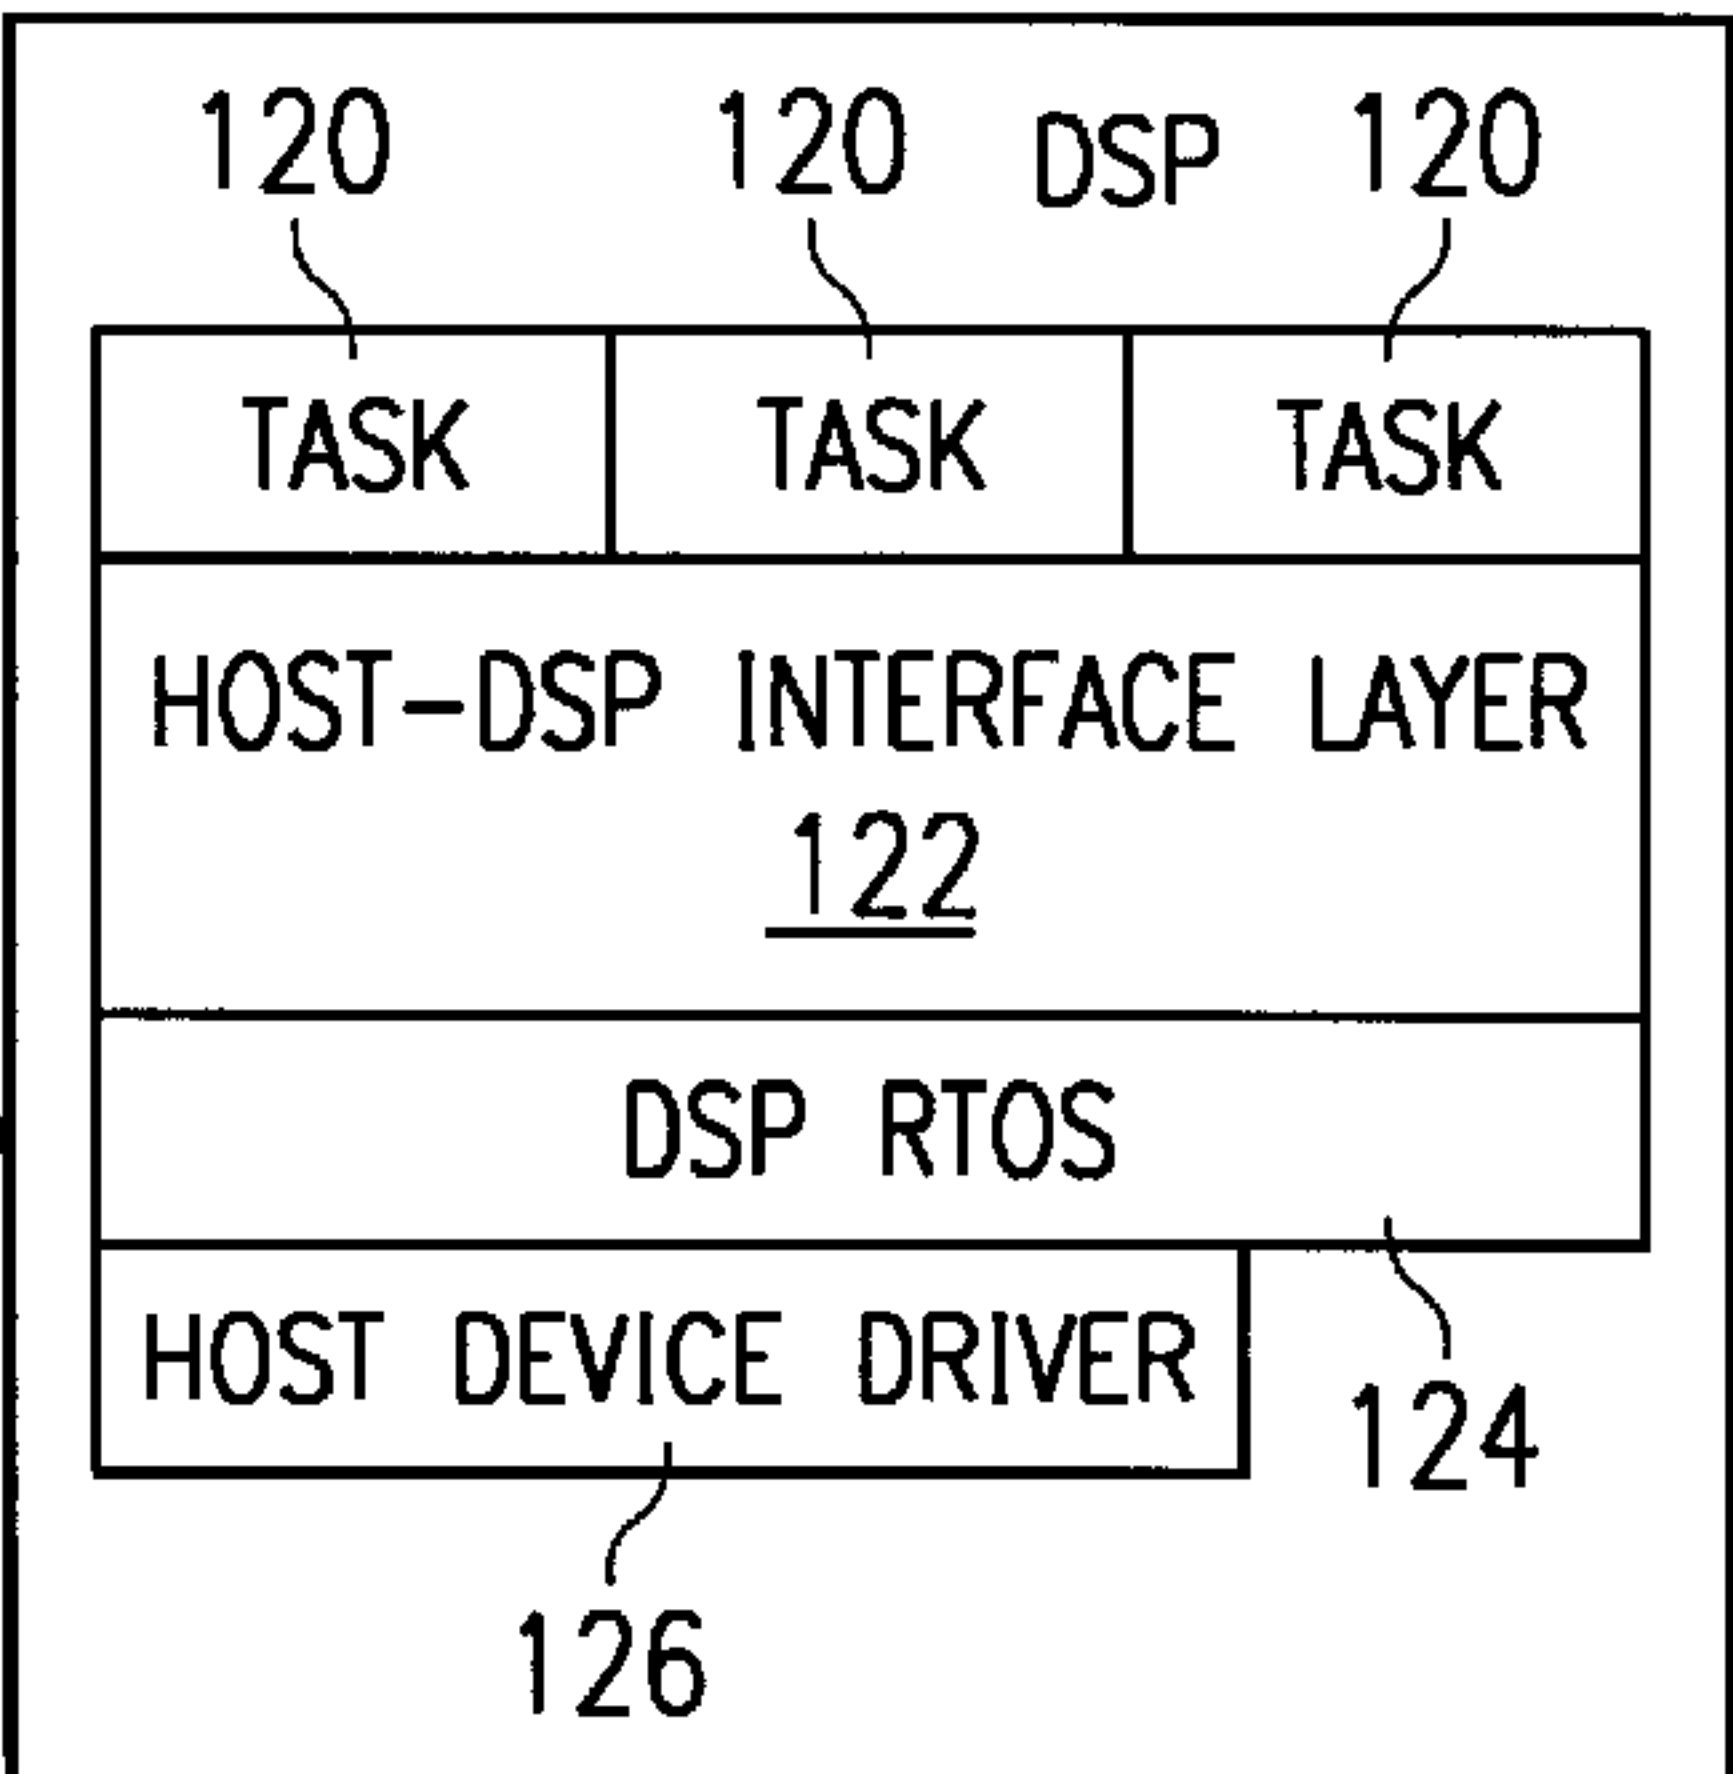 120 120 DSP 120
TASK TASK TASK
HOST-DSP INTERFACE LAYER
122
DSP RTOS
HOST DEVICE DRIVER
124
126